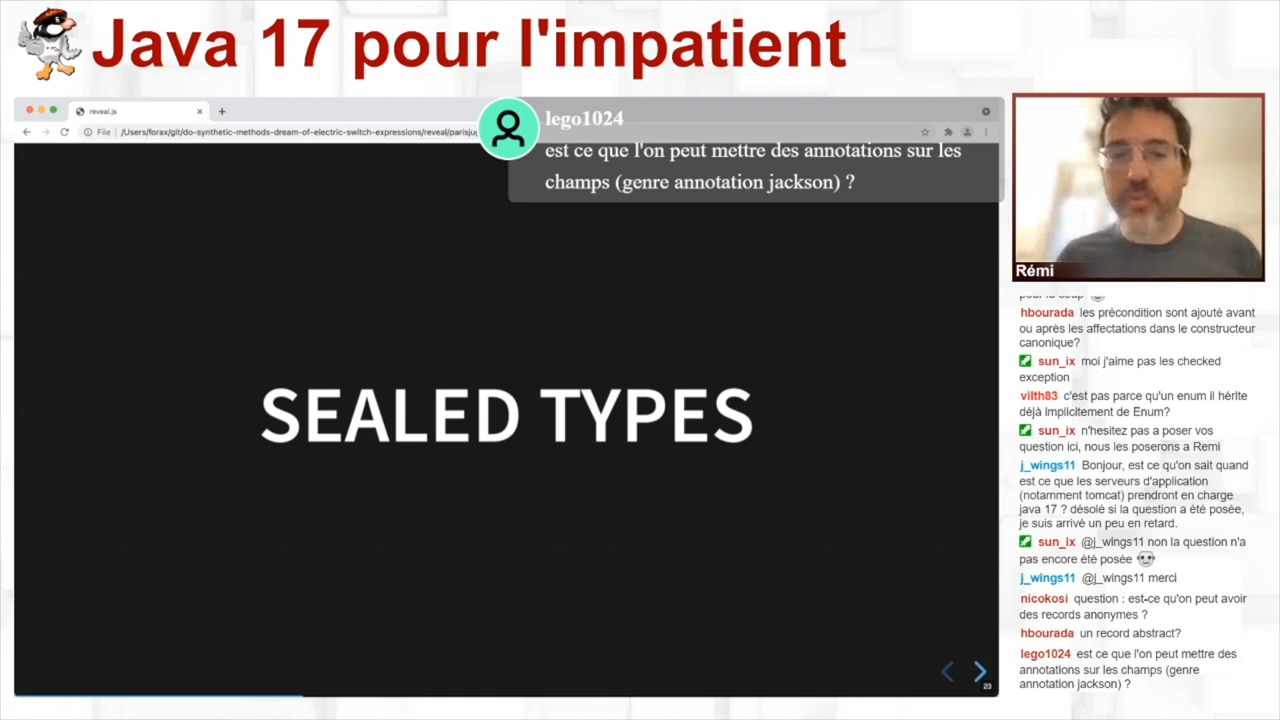 Java 17 pour l'impatient
reveal.js
File | /Users/forax/git/do-synthetic-methods-dream-of-electric-switch-expressions/reveal/parisjug
lego1024
est ce que l'on peut mettre des annotations sur les
champs (genre annotation jackson) ?
SEALED TYPES
23
Rémi
pour le coup
hbourada les précondition sont ajouté avant
ou après les affectations dans le constructeur
canonique?
sun_ix moi j'aime pas les checked
exception
vilth83 c'est pas parce qu'un enum il hérite
déjà implicitement de Enum?
sun_ix n'hesitez pas a poser vos
question ici, nous les poserons a Remi
j_wings11 Bonjour, est ce qu'on sait quand
est ce que les serveurs d'application
(notamment tomcat) prendront en charge
java 17 ? désolé si la question a été posée,
je suis arrivé un peu en retard.
sun_ix @j_wings11 non la question n'a
pas encore été posée
j_wings11 @j_wings11 merci
nicokosi question : est-ce qu'on peut avoir
des records anonymes ?
hbourada un record abstract?
lego1024 est ce que l'on peut mettre des
annotations sur les champs (genre
annotation jackson) ?